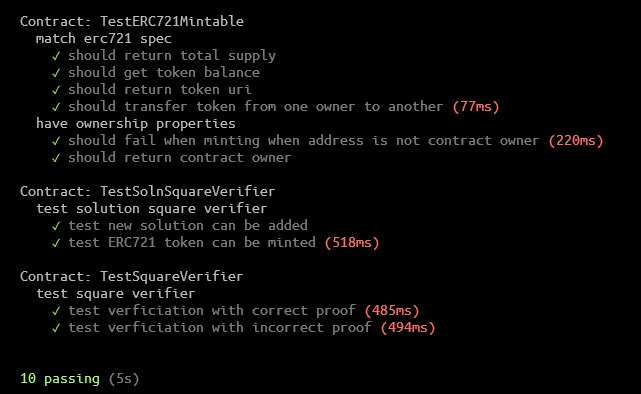 Contract: TestERC721Mintable
match erc721 spec
✓ should return total supply
✓ should get token balance
✓ should return token uri
✓ should transfer token from one owner to another (77ms)
have ownership properties
✓ should fail when minting when address is not contract owner (220ms)
✓ should return contract owner
Contract: TestSolnSquareVerifier
test solution square verifier
✓ test new solution can be added
✓ test ERC721 token can be minted (518ms)
Contract: TestSquareVerifier
test square verifier
✓ test verficiation with correct proof (485ms)
✓ test verficiation with incorrect proof (494ms)
10 passing (5s)